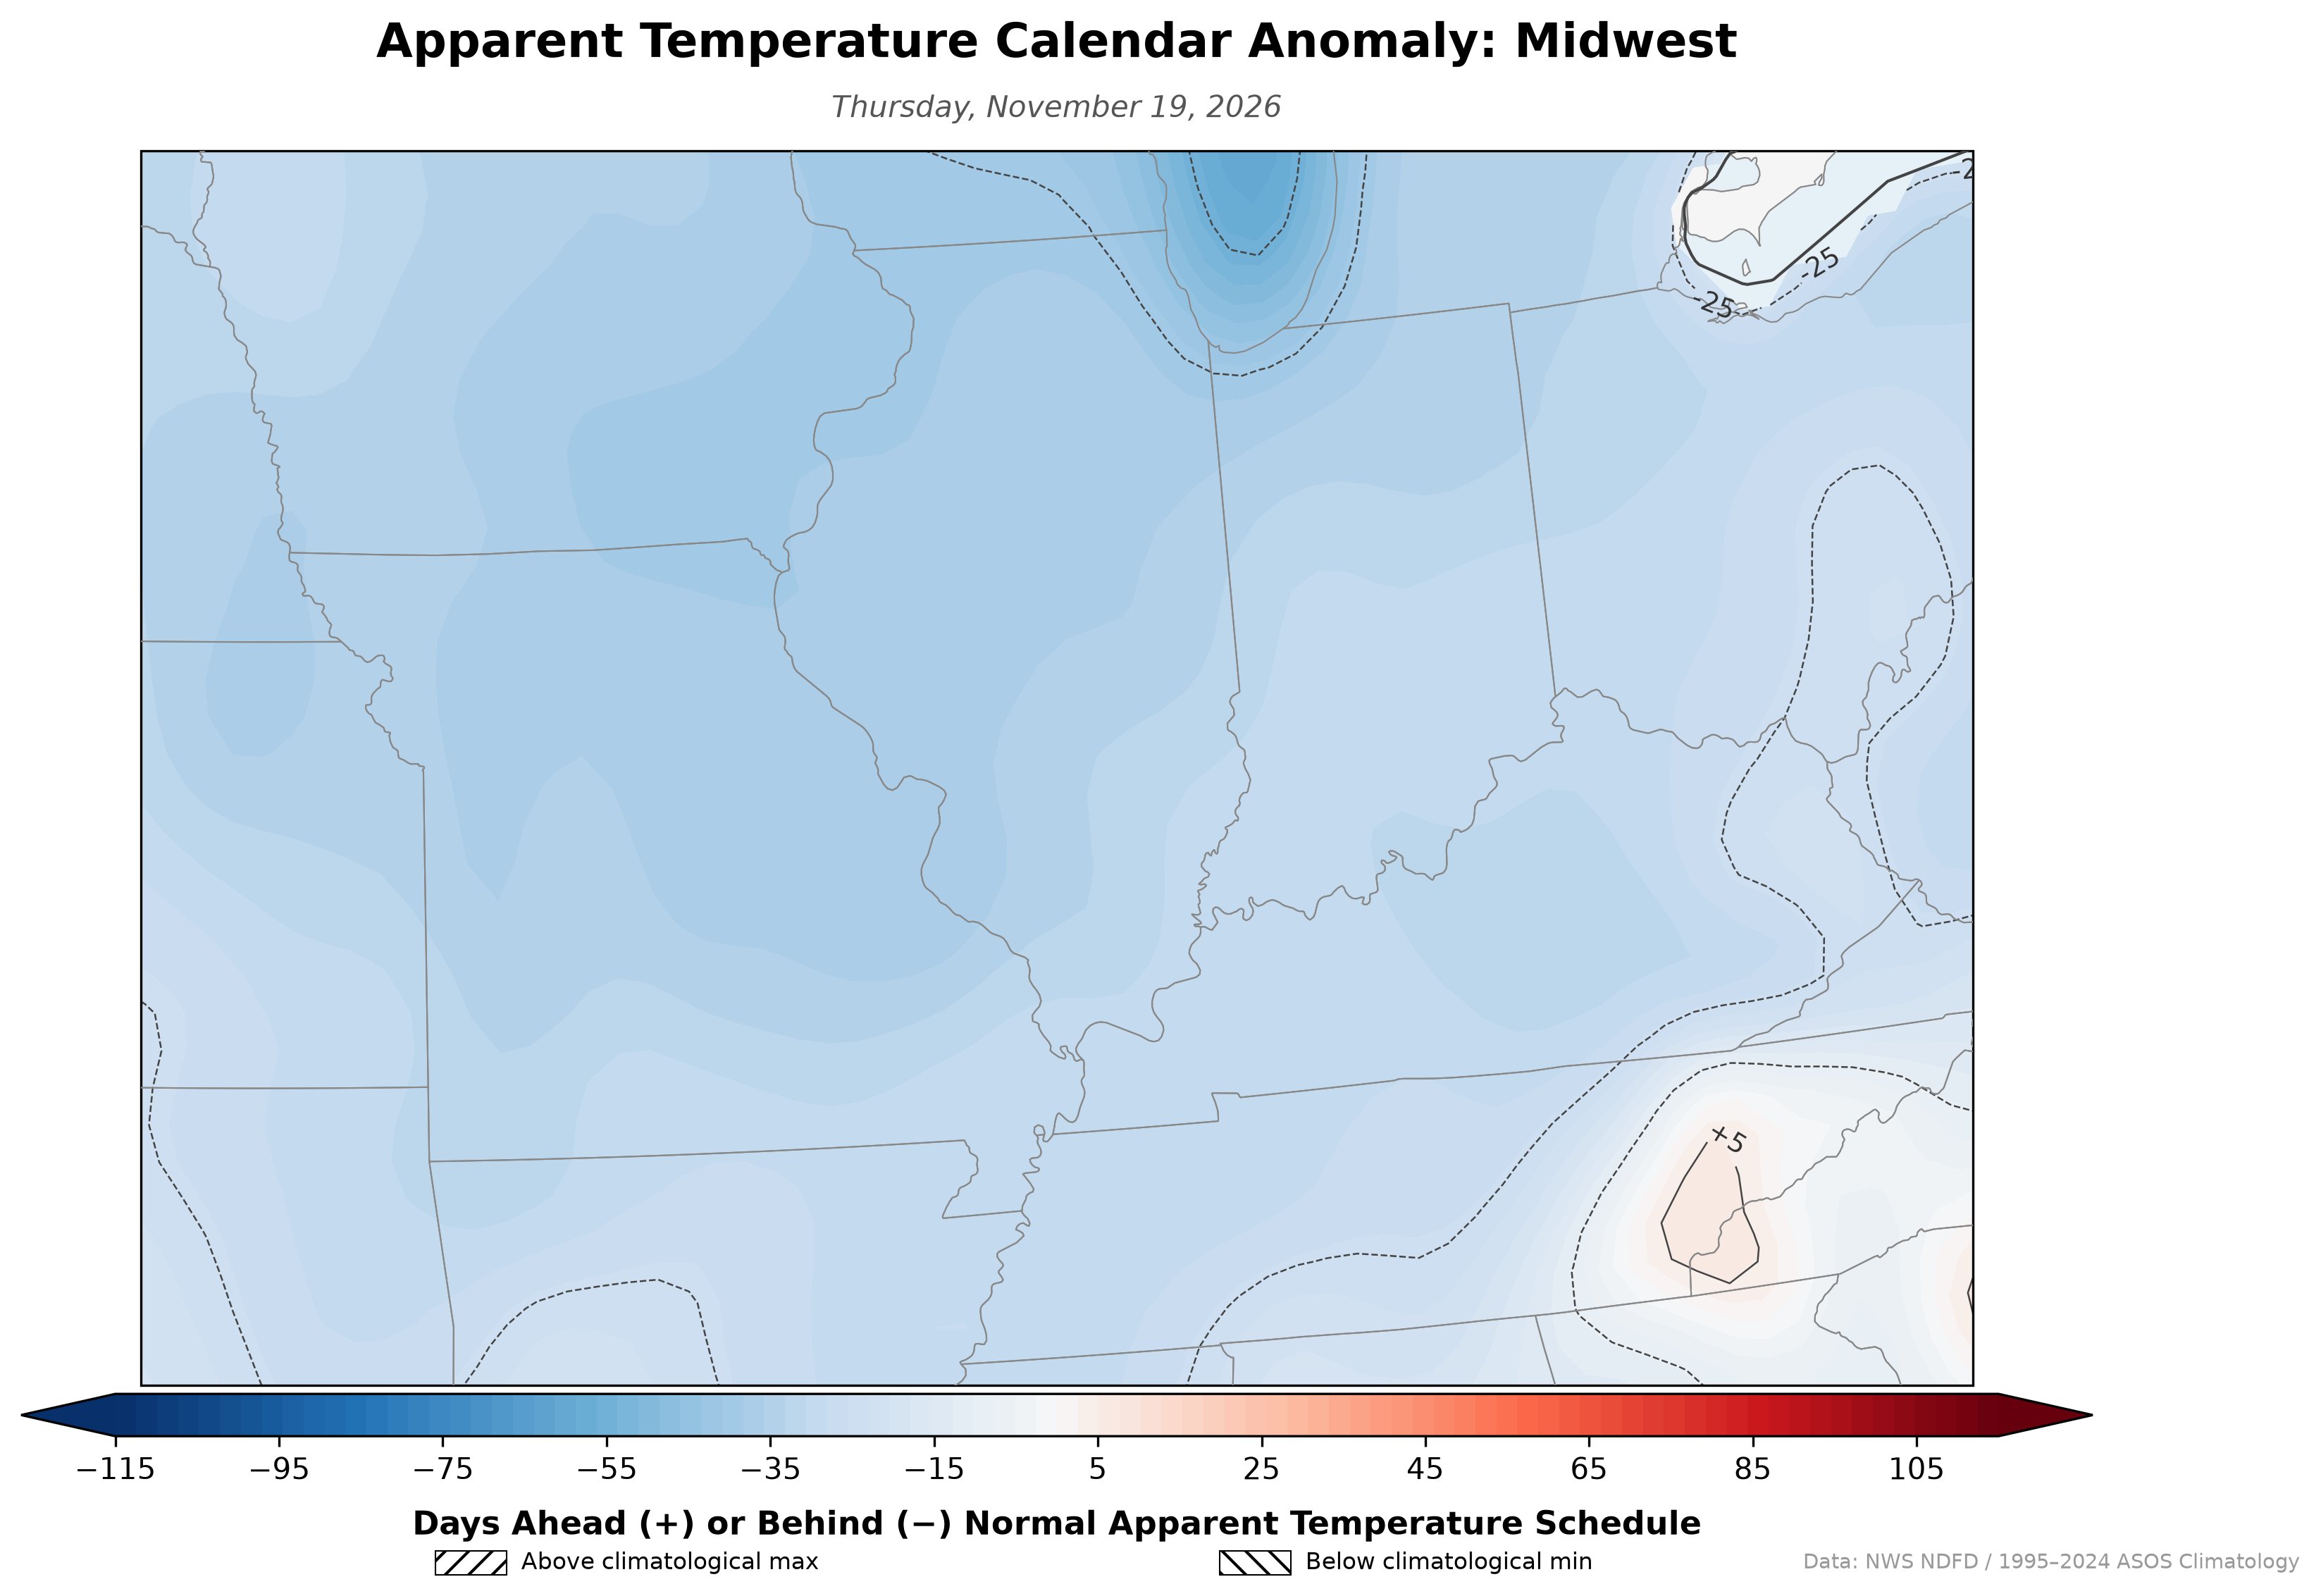 Apparent Temperature Calendar Anomaly: Midwest
Thursday, November 19, 2026
-25
-25
+5
−115 −95 −75 −55 −35 −15 5 25 45 65 85 105
Days Ahead (+) or Behind (−) Normal Apparent Temperature Schedule
Above climatological max
Below climatological min
Data: NWS NDFD / 1995–2024 ASOS Climatology